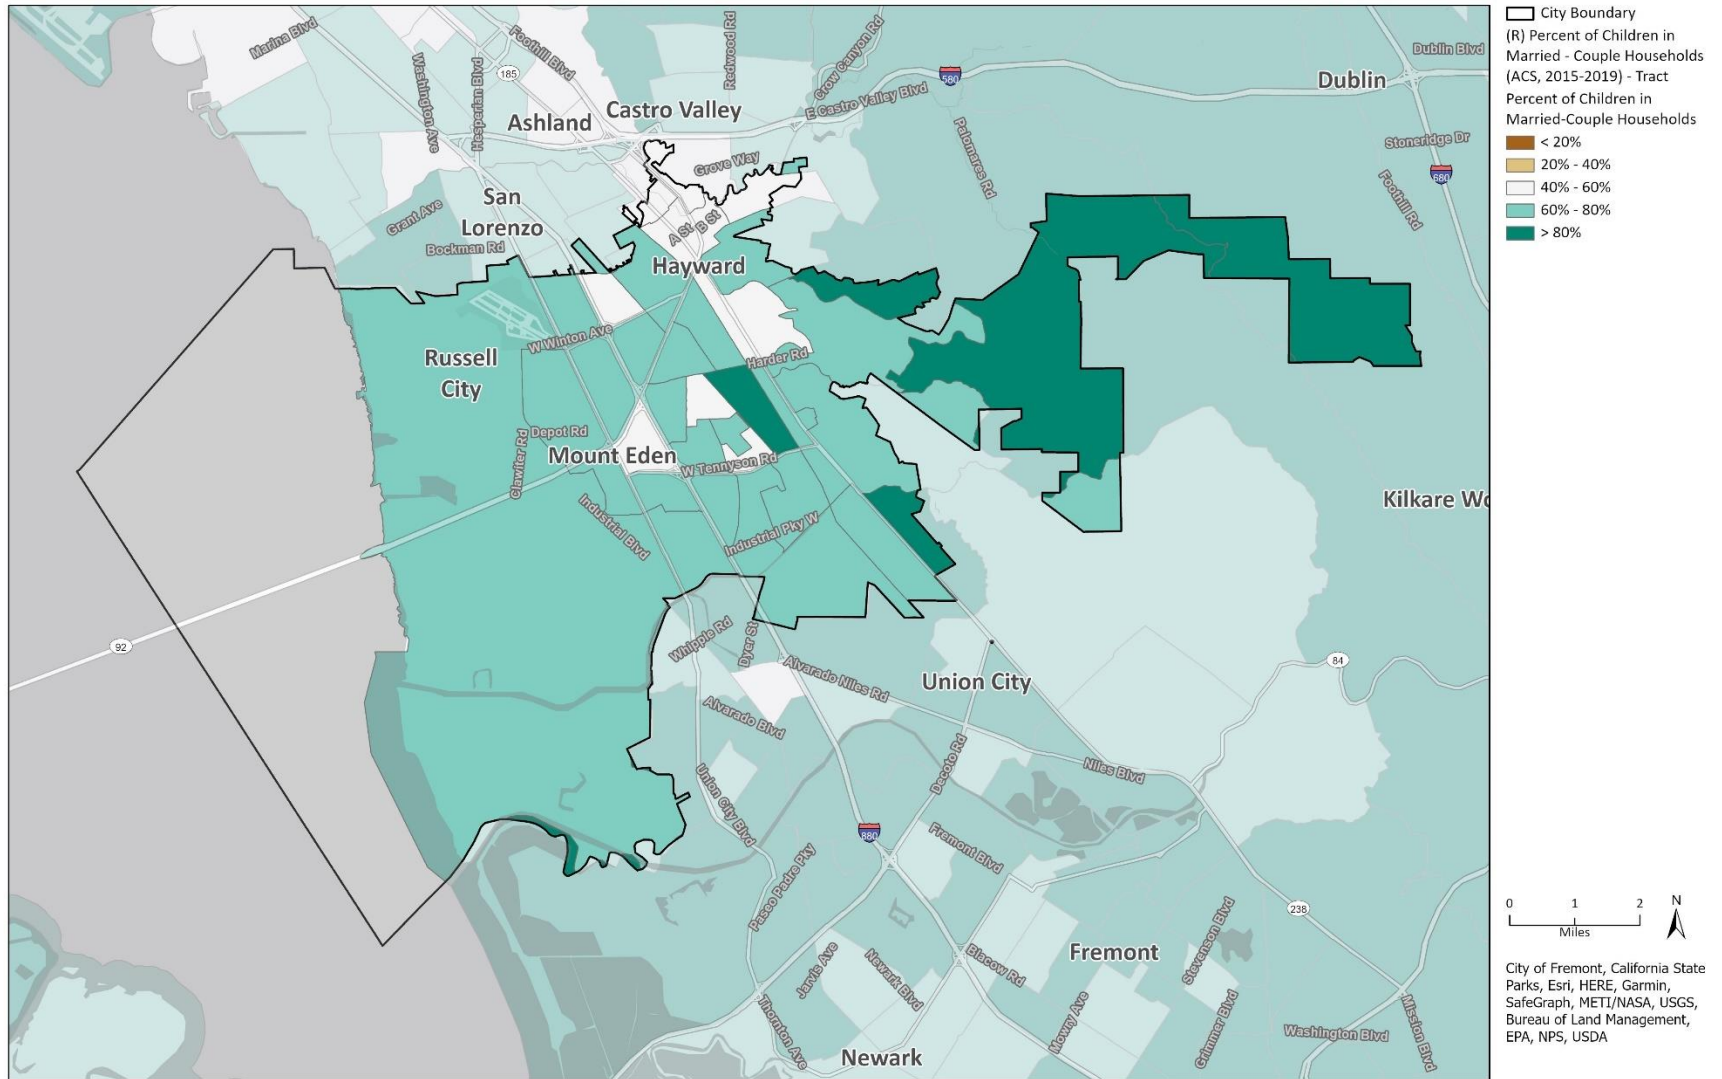 City Boundary
(R) Percent of Children in
Married - Couple Households
(ACS, 2015-2019) - Tract
Percent of Children in
Married-Couple Households
< 20%
20% - 40%
40% - 60%
60% - 80%
> 80%
Marina Blvd
Washington Ave
Hesperian Blvd
185
Foothill Blvd
Redwood Rd
Crow Canyon Rd
580
E Castro Valley Blvd
Dublin Blvd
Dublin
Castro Valley
Ashland
Palomares Rd
Stoneridge Dr
680
Foothill Rd
Grove Way
San
Lorenzo
Grant Ave
Bockman Rd
A St
B St
Hayward
W Winton Ave
Russell
City
Harder Rd
Clawiter Rd
Depot Rd
Mount Eden
W Tennyson Rd
Kilkare Wo
Industrial Blvd
Industrial Pky W
92
Whipple Rd
Dyer St
Alvarado Niles Rd
Union City
84
Alvarado Blvd
Union City Blvd
Decoto Rd
Niles Blvd
880
Fremont Blvd
Paseo Padre Pky
238
Stevenson Blvd
Fremont
Jarvis Ave
Newark Blvd
Blacow Rd
Thornton Ave
Mowry Ave
Grimmer Blvd
Washington Blvd
Mission Blvd
Newark
0 1 2
Miles
N
City of Fremont, California State
Parks, Esri, HERE, Garmin,
SafeGraph, METI/NASA, USGS,
Bureau of Land Management,
EPA, NPS, USDA